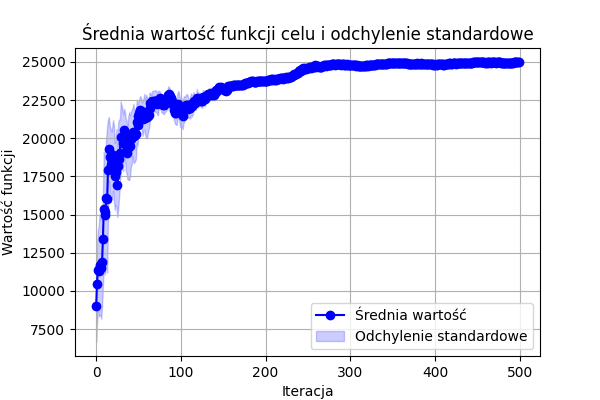 Średnia wartość funkcji celu i odchylenie standardowe
Wartość funkcji
25000
22500
20000
17500
15000
12500
10000
7500
Średnia wartość
Odchylenie standardowe
0 100 200 300 400 500
Iteracja